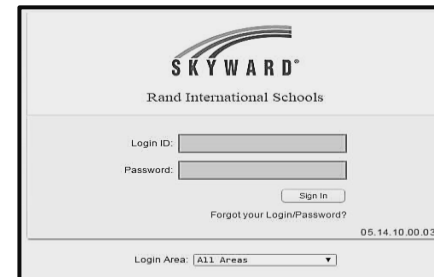 SKYWARD®
Rand International Schools
Login ID:
Password:
Sign In
Forgot your Login/Password?
05.14.10.00.03
Login Area: All Areas